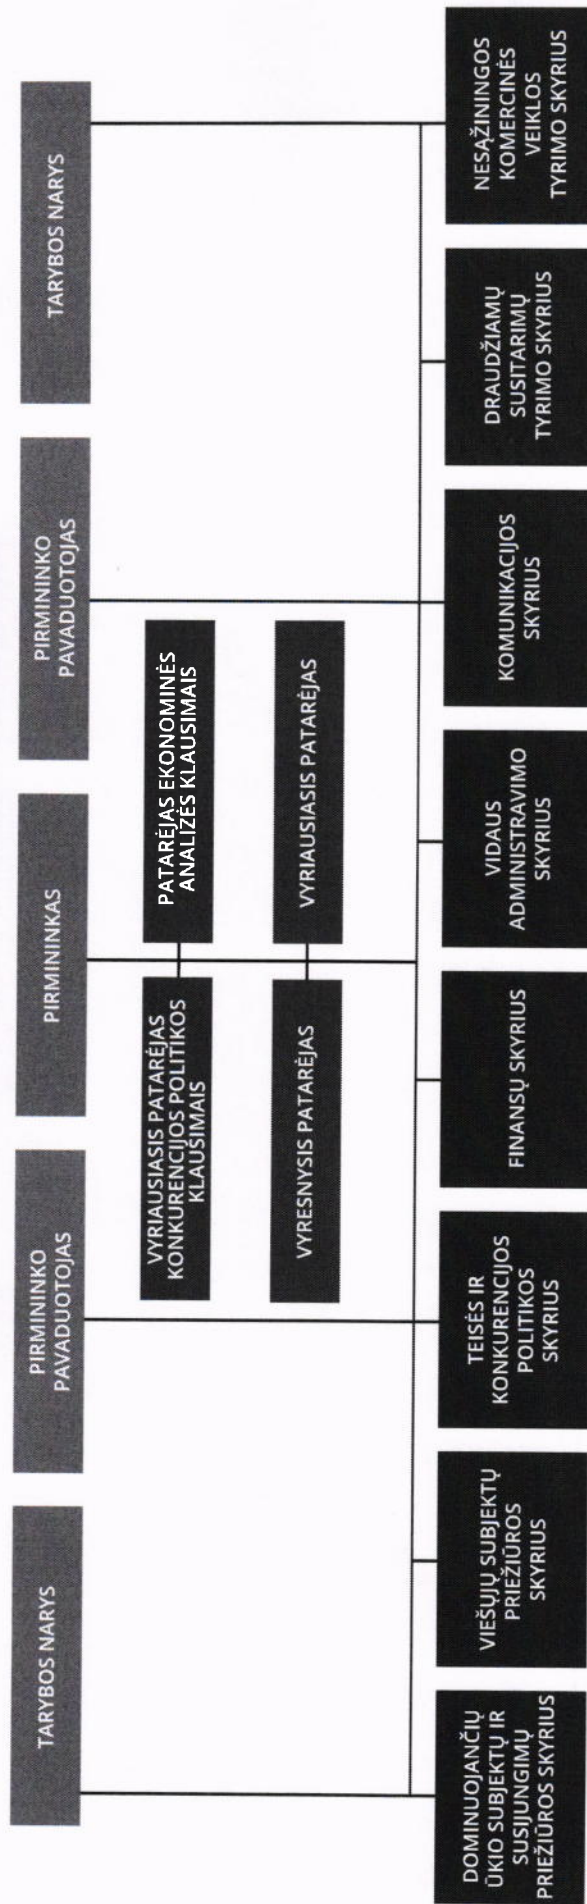 TARYBOS NARYS
PIRMININKO
PAVADUOTOJAS
PIRMININKAS
PIRMININKO
PAVADUOTOJAS
TARYBOS NARYS
VYRIAUSIASIS PATARĖJAS
KONKURENCIJOS POLITIKOS
KLAUSIMAIS
PATARĖJAS EKONOMINĖS
ANALIZĖS KLAUSIMAIS
VYRESNYSIS PATARĖJAS
VYRIAUSIASIS PATARĖJAS
DOMINUOJANČIŲ
ŪKIO SUBJEKTŲ IR
SUSIJUNGIMŲ
PRIEŽIŪROS SKYRIUS
VIEŠŲJŲ SUBJEKTŲ
PRIEŽIŪROS
SKYRIUS
TEISĖS IR
KONKURENCIJOS
POLITIKOS
SKYRIUS
FINANSŲ SKYRIUS
VIDAUS
ADMINISTRAVIMO
SKYRIUS
KOMUNIKACIJOS
SKYRIUS
DRAUDŽIAMŲ
SUSITARIMŲ
TYRIMO SKYRIUS
NESĄŽININGOS
KOMERCINĖS
VEIKLOS
TYRIMO SKYRIUS